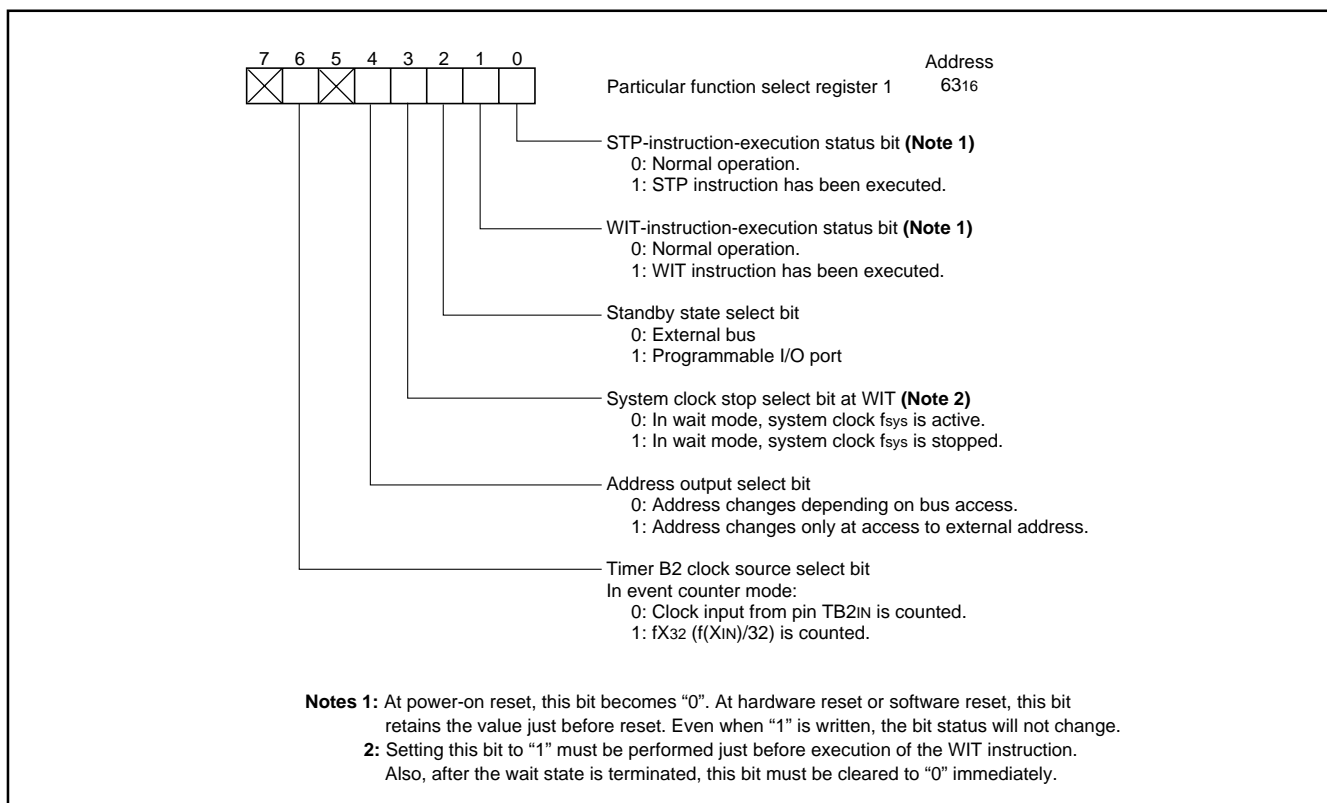 7 6 5 4 3 2 1 0
Address
Particular function select register 1 6316
STP-instruction-execution status bit (Note 1)
0: Normal operation.
1: STP instruction has been executed.
WIT-instruction-execution status bit (Note 1)
0: Normal operation.
1: WIT instruction has been executed.
Standby state select bit
0: External bus
1: Programmable I/O port
System clock stop select bit at WIT (Note 2)
0: In wait mode, system clock fsys is active.
1: In wait mode, system clock fsys is stopped.
Address output select bit
0: Address changes depending on bus access.
1: Address changes only at access to external address.
Timer B2 clock source select bit
In event counter mode:
0: Clock input from pin TB2IN is counted.
1: fX32 (f(XIN)/32) is counted.
Notes 1: At power-on reset, this bit becomes “0”. At hardware reset or software reset, this bit
retains the value just before reset. Even when “1” is written, the bit status will not change.
2: Setting this bit to “1” must be performed just before execution of the WIT instruction.
Also, after the wait state is terminated, this bit must be cleared to “0” immediately.